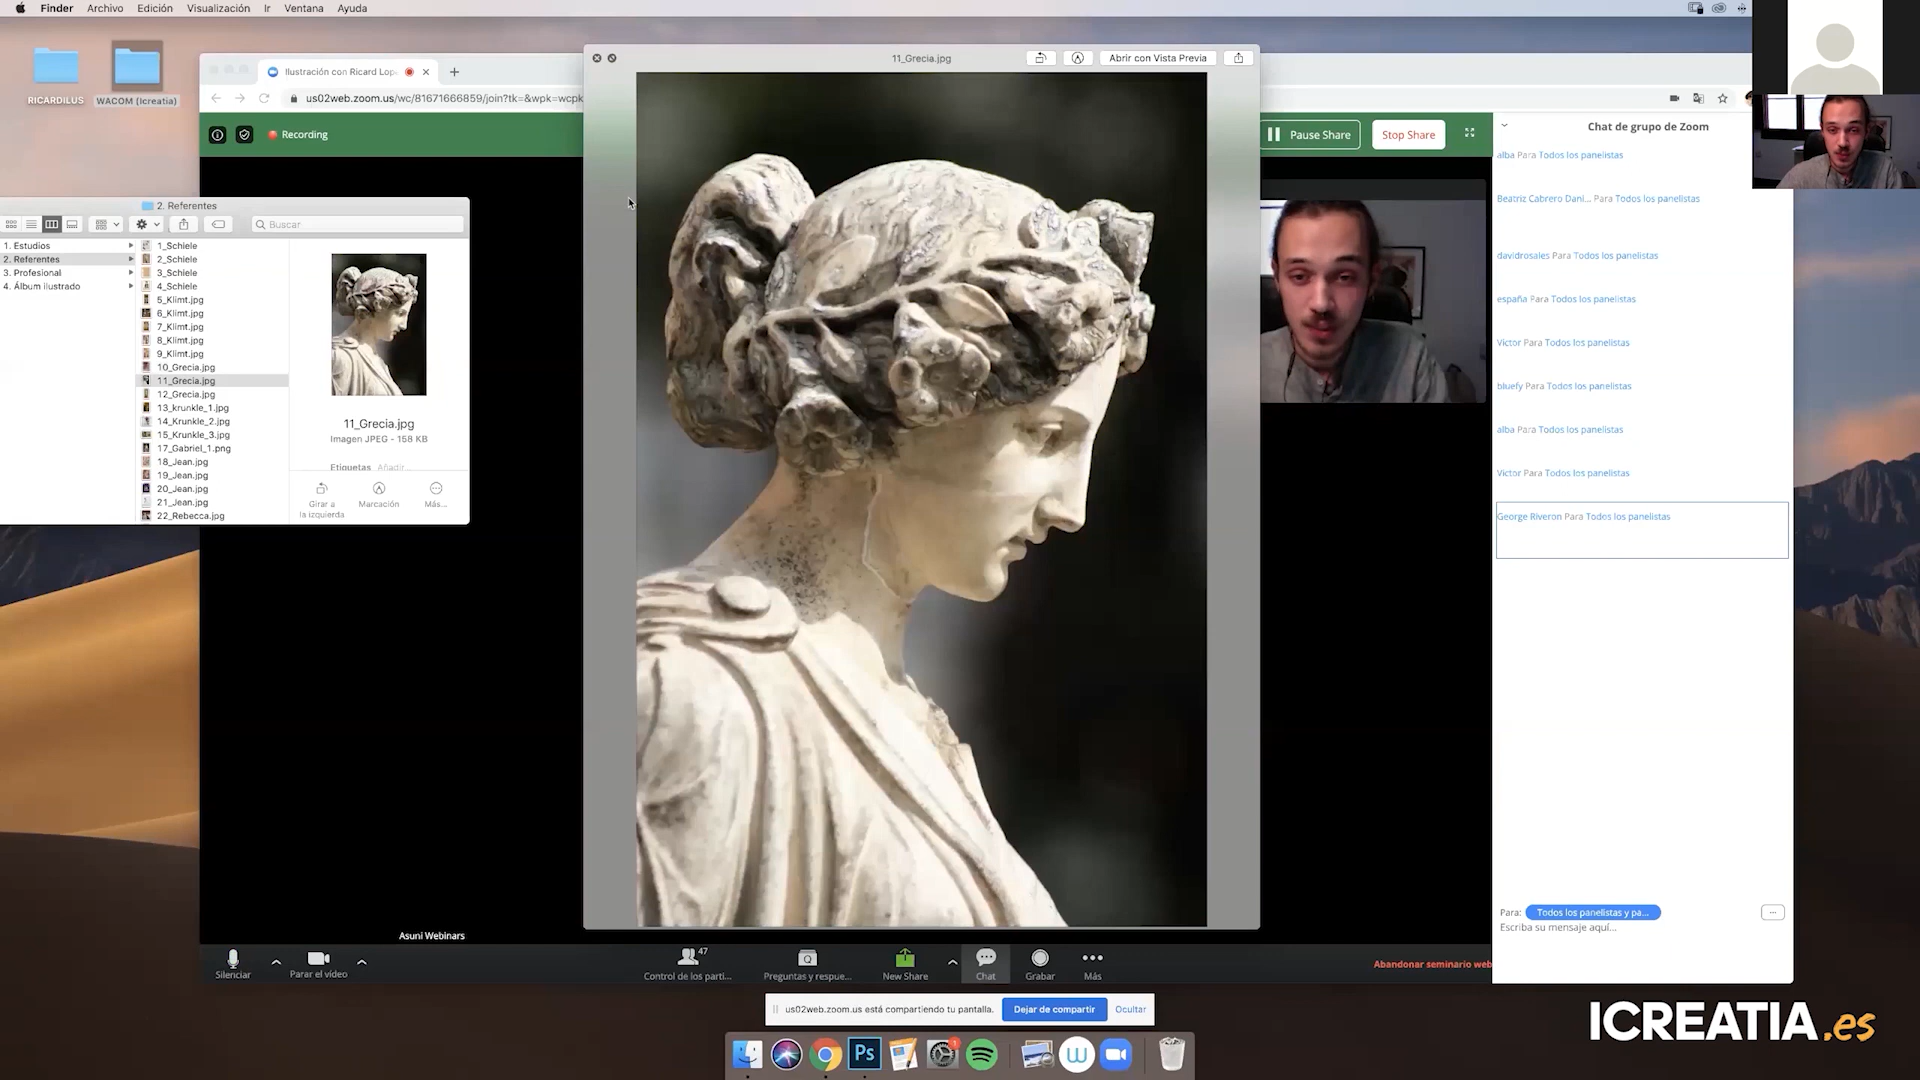 Finder Archivo Edición Visualización Ir Ventana Ayuda
RICARDILUS
WACOM (Icreatia)
Ilustración con Ricard Lop
us02web.zoom.us/wc/81671666859/join?tk=&wpk=wcpk
Recording
11_Grecia.jpg
Abrir con Vista Previa
Pause Share
Stop Share
2. Referentes
Buscar
1. Estudios
2. Referentes
3. Profesional
4. Álbum ilustrado
1_Schiele
2_Schiele
3_Schiele
4_Schiele
5_Klimt.jpg
6_Klimt.jpg
7_Klimt.jpg
8_Klimt.jpg
9_Klimt.jpg
10_Grecia.jpg
11_Grecia.jpg
12_Grecia.jpg
13_krunkle_1.jpg
14_Krunkle_2.jpg
15_Krunkle_3.jpg
17_Gabriel_1.png
18_Jean.jpg
19_Jean.jpg
20_Jean.jpg
21_Jean.jpg
22_Rebecca.jpg
11_Grecia.jpg
Imagen JPEG - 158 KB
Etiquetas Añadir...
Girar a
la izquierda
Marcación
Más...
Chat de grupo de Zoom
alba Para Todos los panelistas
Beatriz Cabrero Dani... Para Todos los panelistas
davidrosales Para Todos los panelistas
españa Para Todos los panelistas
Victor Para Todos los panelistas
bluefy Para Todos los panelistas
alba Para Todos los panelistas
Victor Para Todos los panelistas
George Riveron Para Todos los panelistas
Para: Todos los panelistas y pa...
Escriba su mensaje aquí...
Asuni Webinars
Silenciar
Parar el vídeo
47
Control de los parti...
Preguntas y respue...
New Share
Chat
Grabar
Más
Abandonar seminario web
us02web.zoom.us está compartiendo tu pantalla.
Dejar de compartir
Ocultar
Ps
1
ICREATIA.es